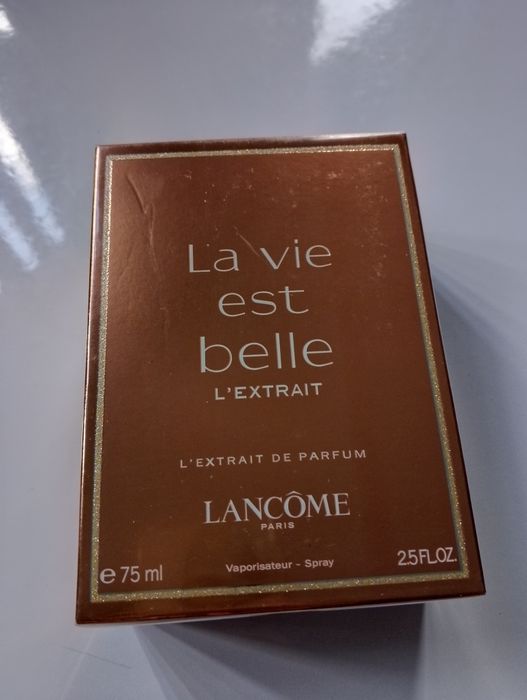 La vie
est
belle
L'EXTRAIT
L'EXTRAIT DE PARFUM
LANCÔME
PARIS
e 75 ml Vaporisateur - Spray 2.5FL.OZ.